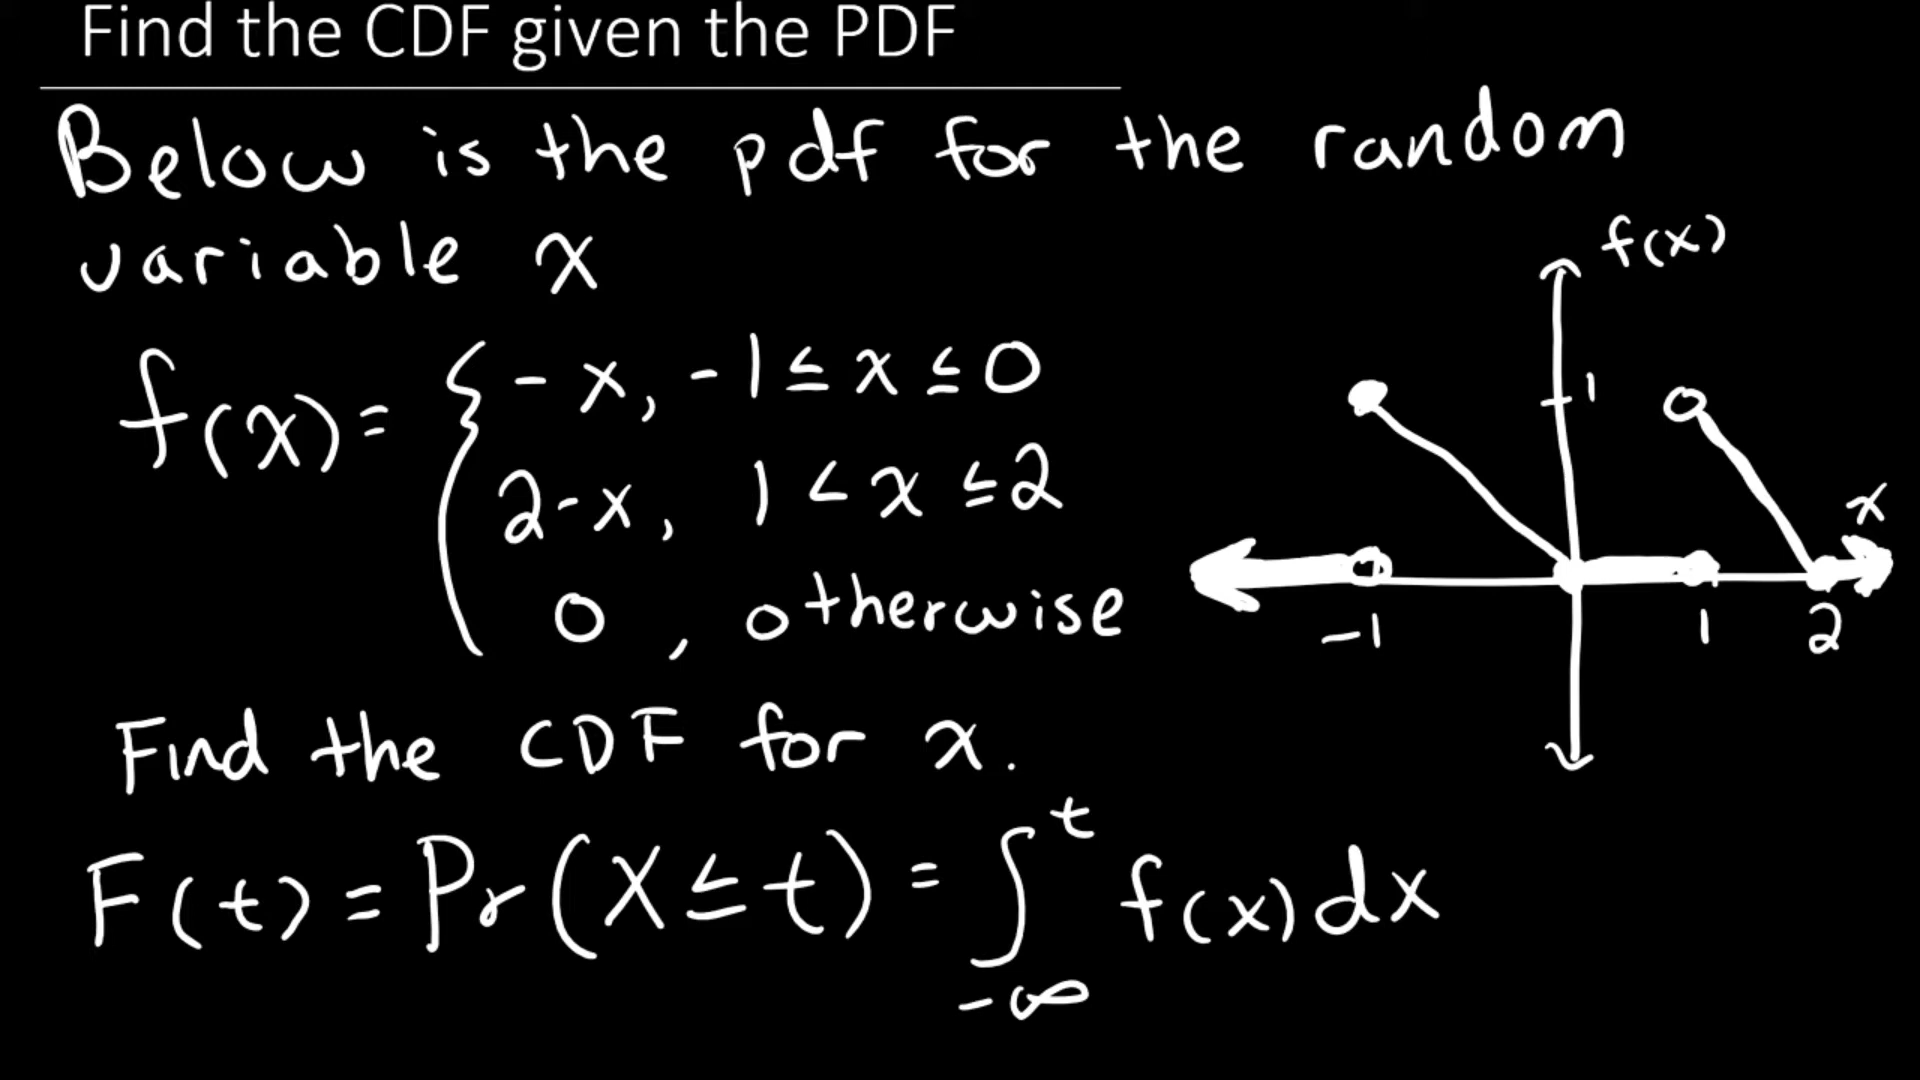 Find the CDF given the PDF
Below is the pdf for the random
variable x
f(x) = { -x, -1 ≤ x ≤ 0
2-x, 1 < x ≤ 2
0, otherwise
f(x)
1
x
-1 1 2
Find the CDF for x.
F(t) = Pr(X ≤ t) = ∫_{-∞}^{t} f(x)dx